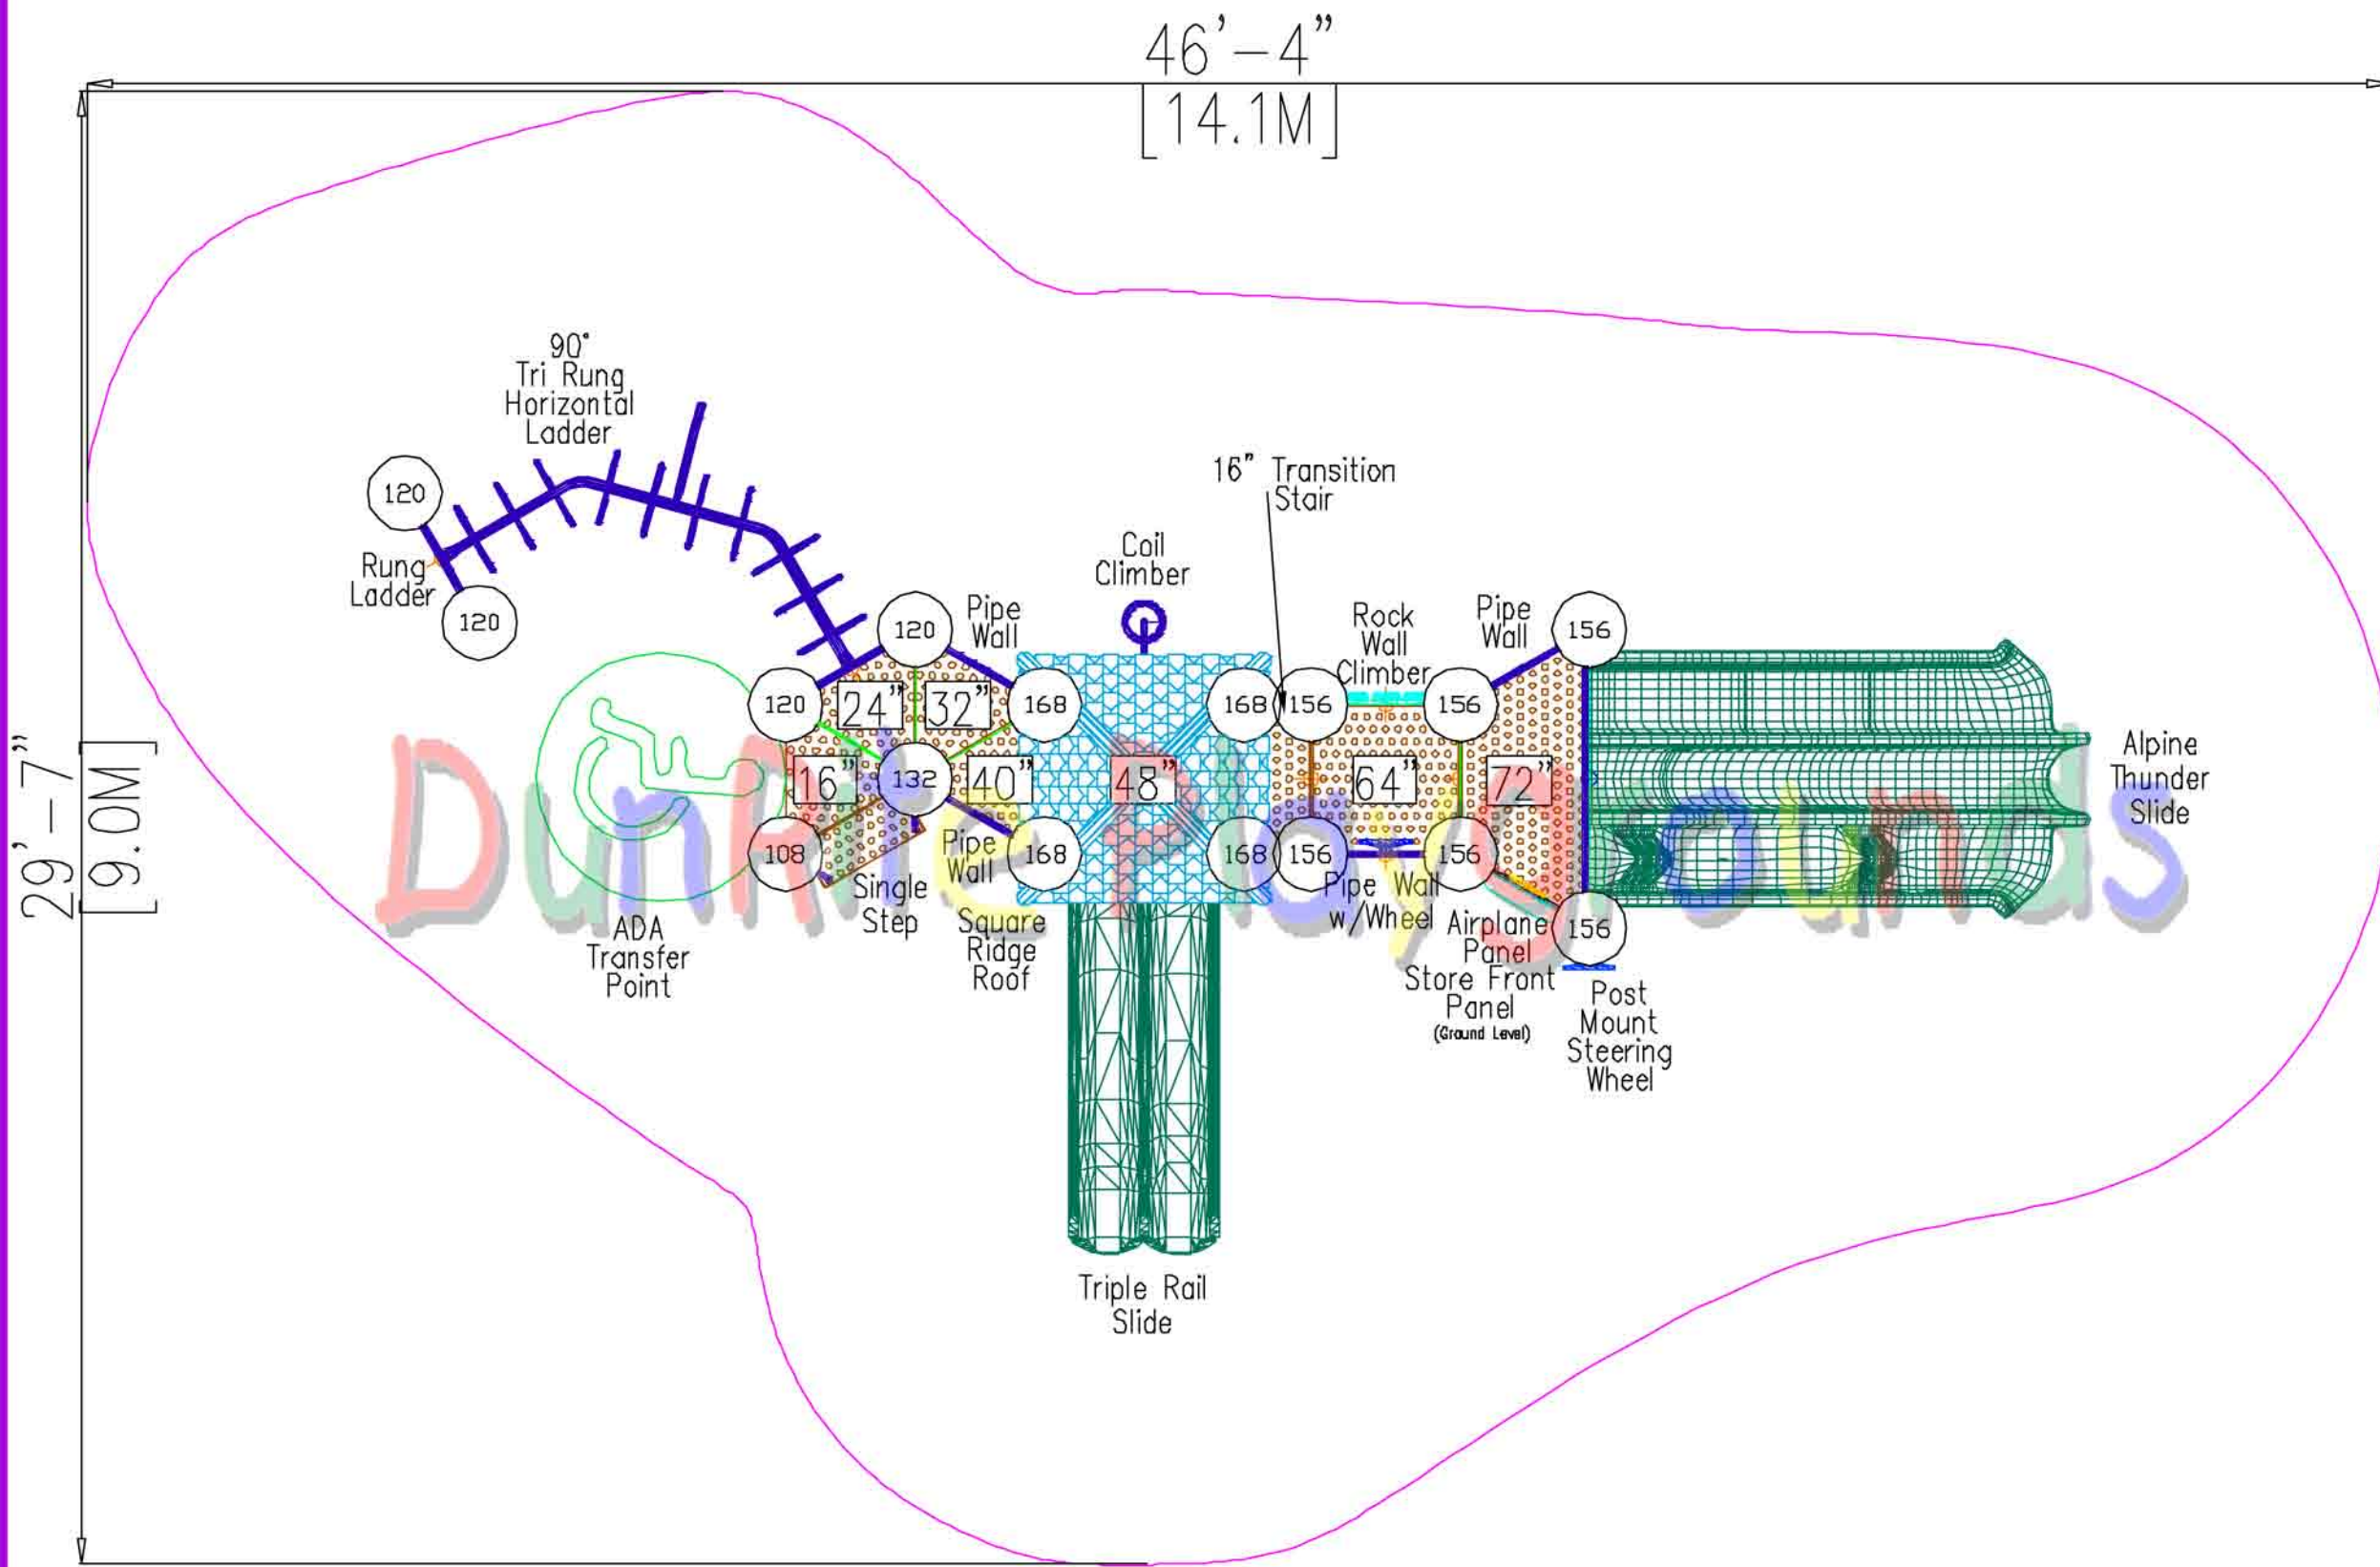 46'-4"
[14.1M]
29'-7"
[9.0M]
90°
Tri Rung
Horizontal
Ladder
120
Rung
Ladder
120
16" Transition
Stair
Coil
Climber
120
Pipe
Wall
Rock
Wall
Climber
Pipe
Wall
156
120
24"
32"
168
168
156
156
16"
132
40"
48"
64"
72"
Alpine
Thunder
Slide
Dunrite Playgrounds
108
Pipe
Wall
168
168
156
156
Single
Step
Pipe Wall
w/Wheel
ADA
Transfer
Point
Square
Ridge
Roof
Airplane
Panel
Store Front
Panel
(Ground Level)
156
Post
Mount
Steering
Wheel
Triple Rail
Slide